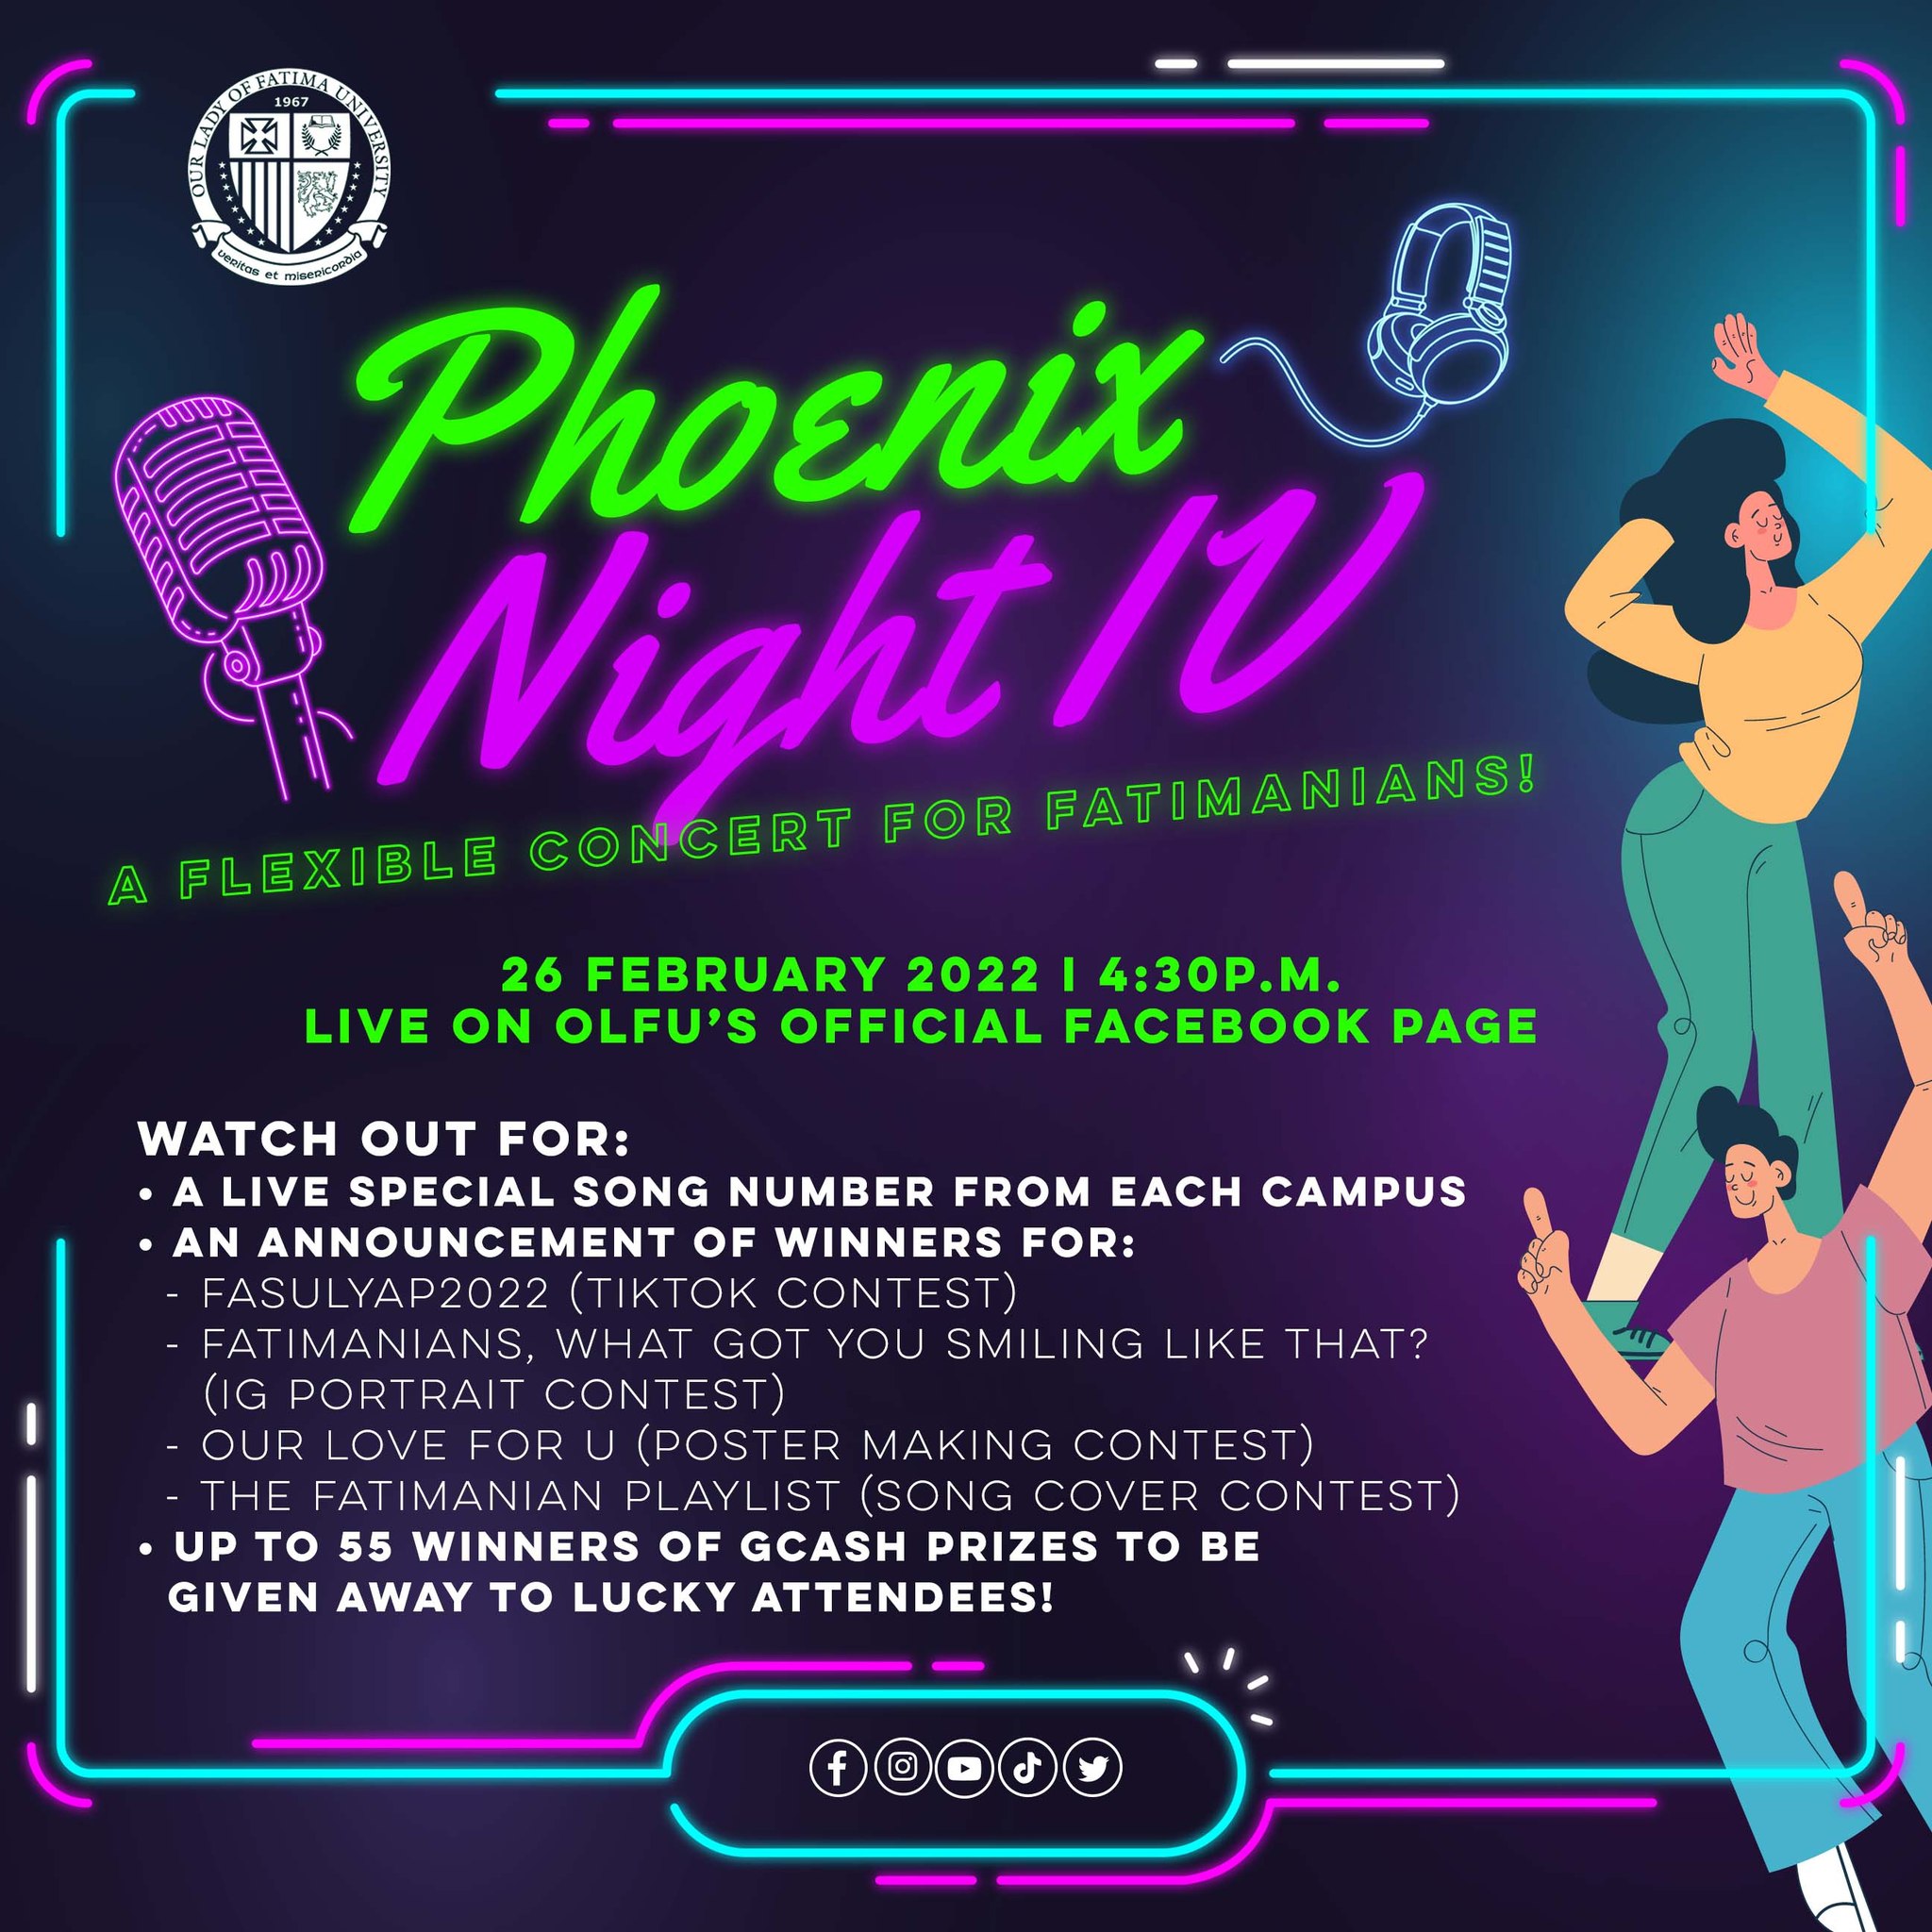 OUR LADY OF FATIMA UNIVERSITY
1967
veritas et misericordia
Phoenix
Night IV
A FLEXIBLE CONCERT FOR FATIMANIANS!
26 FEBRUARY 2022 | 4:30P.M.
LIVE ON OLFU'S OFFICIAL FACEBOOK PAGE
WATCH OUT FOR:
• A LIVE SPECIAL SONG NUMBER FROM EACH CAMPUS
• AN ANNOUNCEMENT OF WINNERS FOR:
- FASULYAP2022 (TIKTOK CONTEST)
- FATIMANIANS, WHAT GOT YOU SMILING LIKE THAT?
(IG PORTRAIT CONTEST)
- OUR LOVE FOR U (POSTER MAKING CONTEST)
- THE FATIMANIAN PLAYLIST (SONG COVER CONTEST)
• UP TO 55 WINNERS OF GCASH PRIZES TO BE
GIVEN AWAY TO LUCKY ATTENDEES!